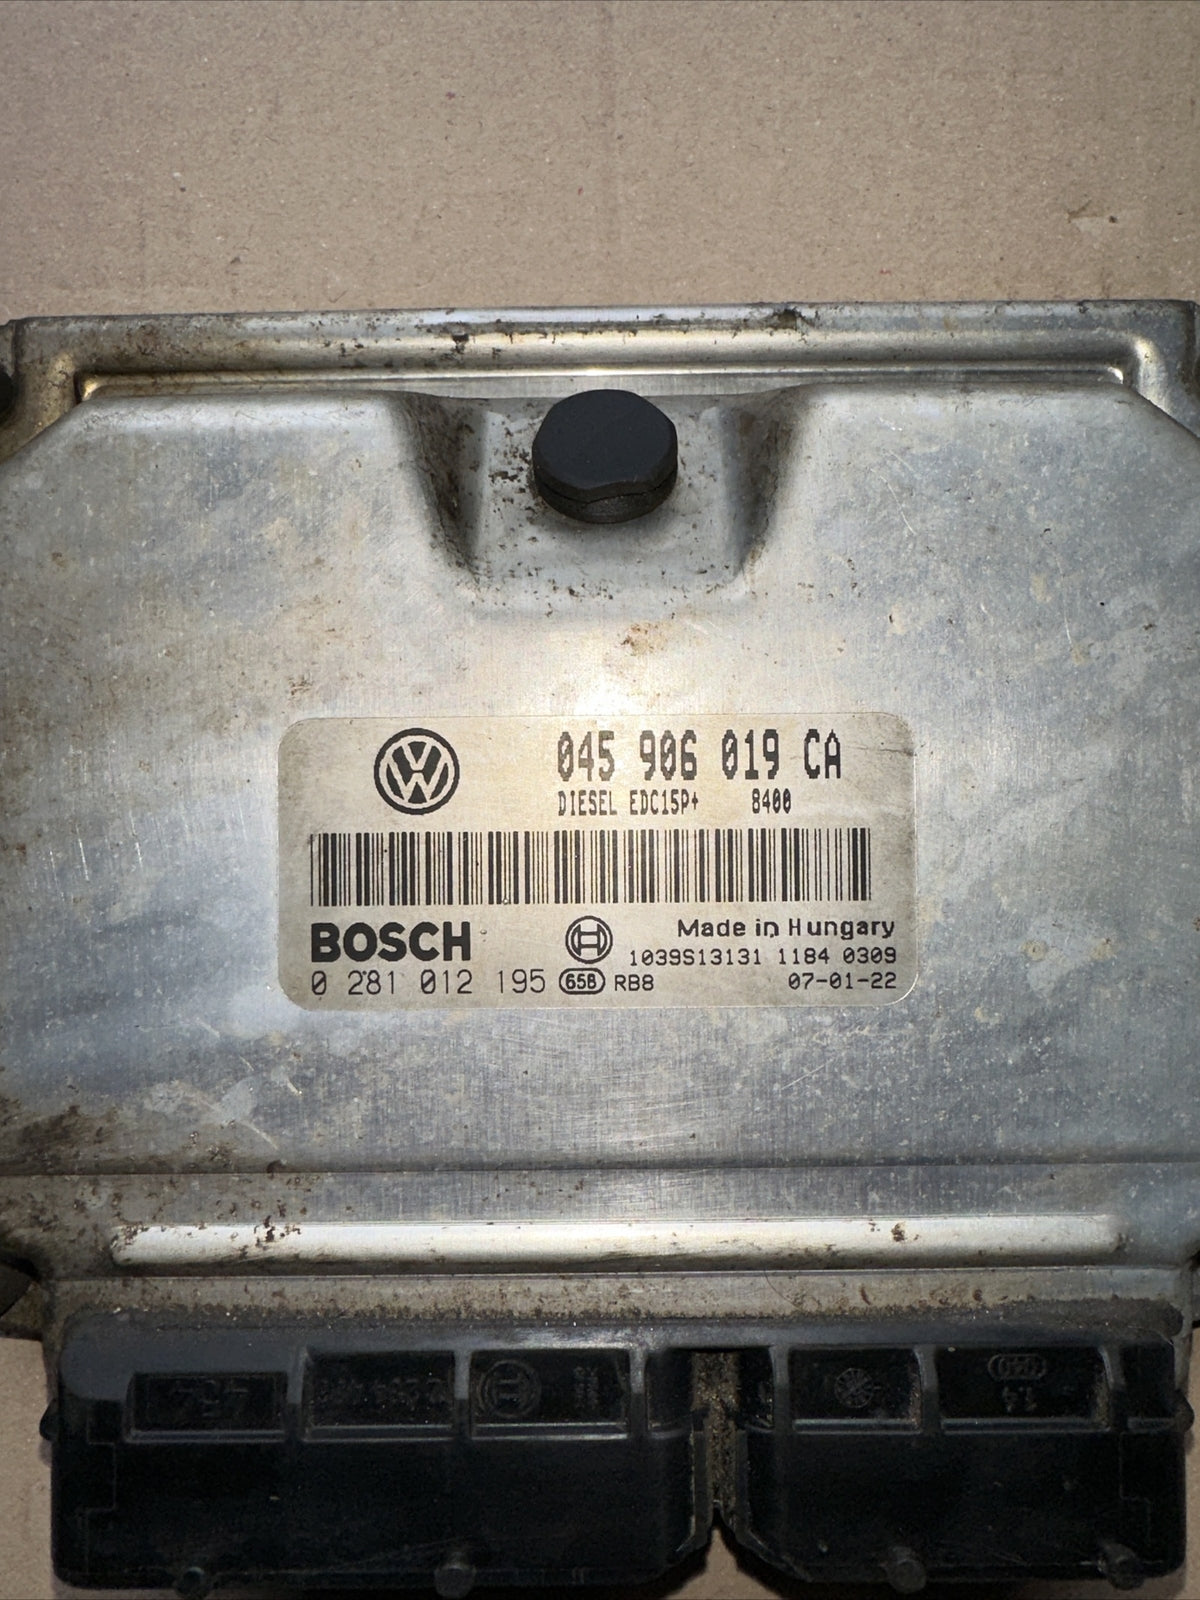 VW
045 906 019 CA
DIESEL EDC15P+ 8400
BOSCH
Made in Hungary
1039S13131 1184 0309
0 281 012 195 65B RB8
07-01-22